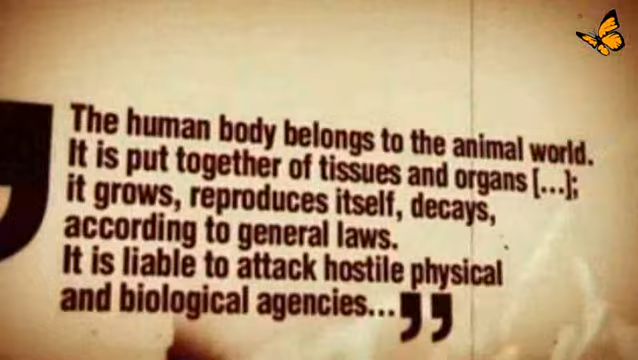 The human body belongs to the animal world.
It is put together of tissues and organs [...];
it grows, reproduces itself, decays,
according to general laws.
It is liable to attack hostile physical
and biological agencies...”